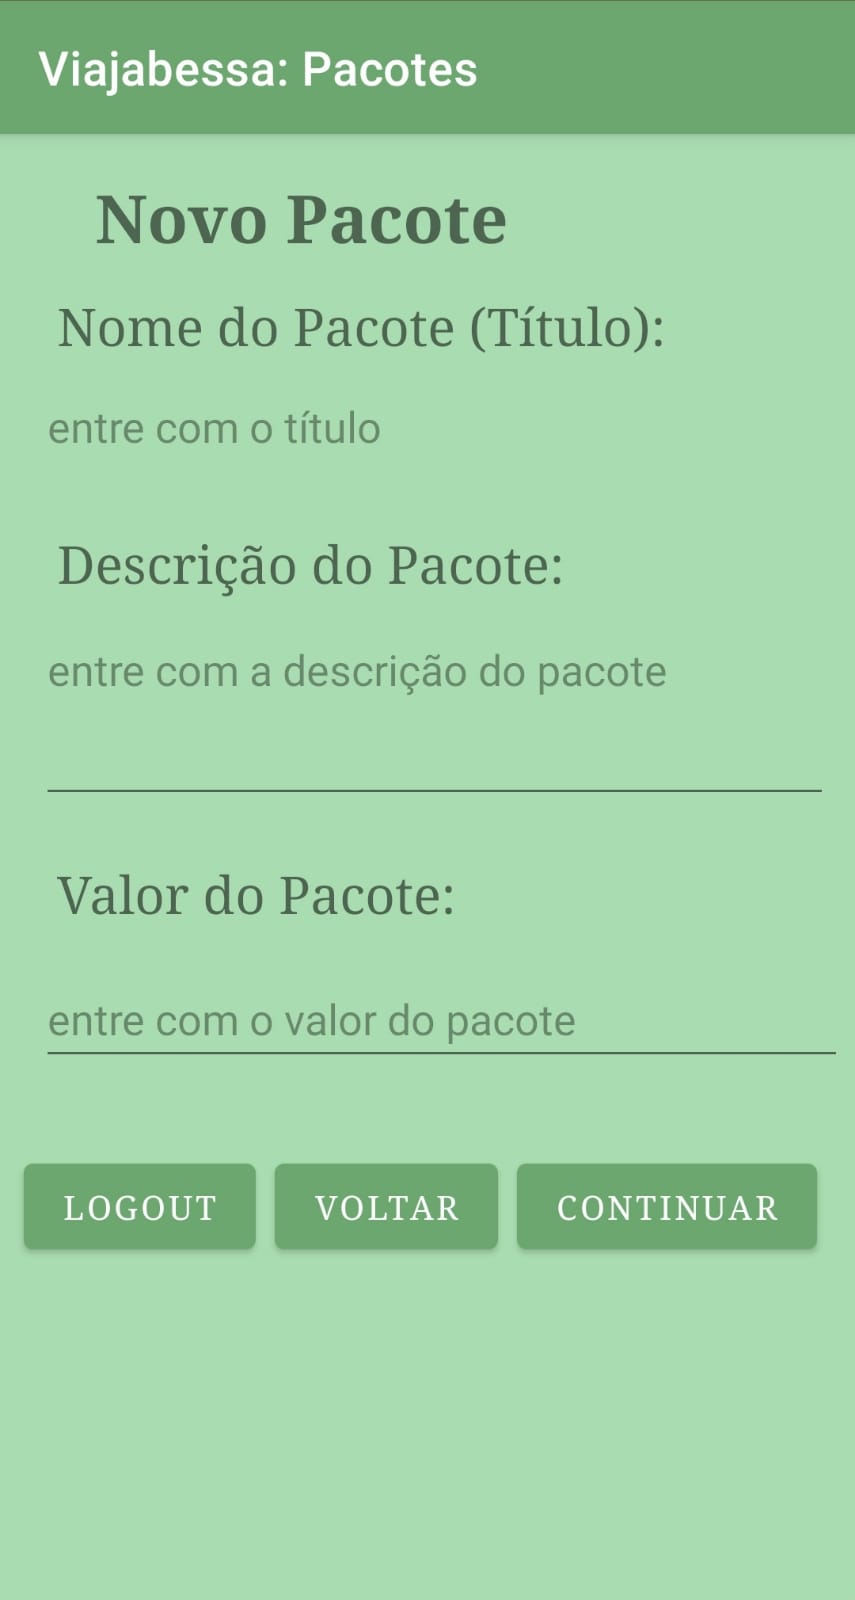 Viajabessa: Pacotes
Novo Pacote
Nome do Pacote (Título):
entre com o título
Descrição do Pacote:
entre com a descrição do pacote
Valor do Pacote:
entre com o valor do pacote
LOGOUT VOLTAR CONTINUAR